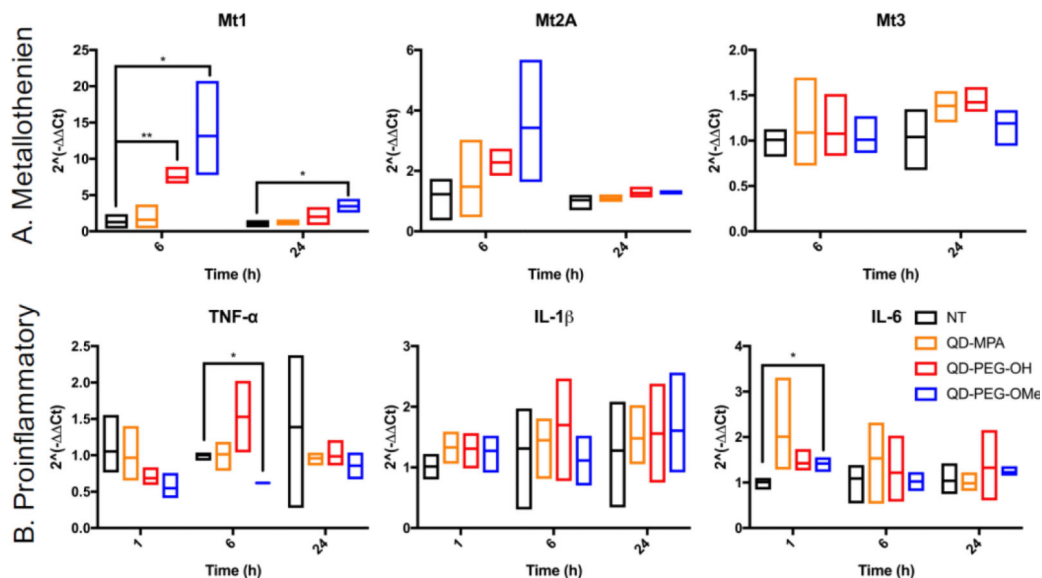 A. Metallothenien
Mt1
2^(-ΔΔCt)
25
20
15
10
5
0
*
**
*
6
24
Time (h)
Mt2A
2^(-ΔΔCt)
6
4
2
0
6
24
Time (h)
Mt3
2^(-ΔΔCt)
2.0
1.5
1.0
0.5
0.0
6
24
Time (h)
B. Proinflammatory
TNF-α
2^(-ΔΔCt)
2.5
2.0
1.5
1.0
0.5
0.0
*
1
6
24
Time (h)
IL-1β
2^(-ΔΔCt)
3
2
1
0
1
6
24
Time (h)
IL-6
2^(-ΔΔCt)
4
3
2
1
0
*
1
6
24
Time (h)
NT
QD-MPA
QD-PEG-OH
QD-PEG-OMe